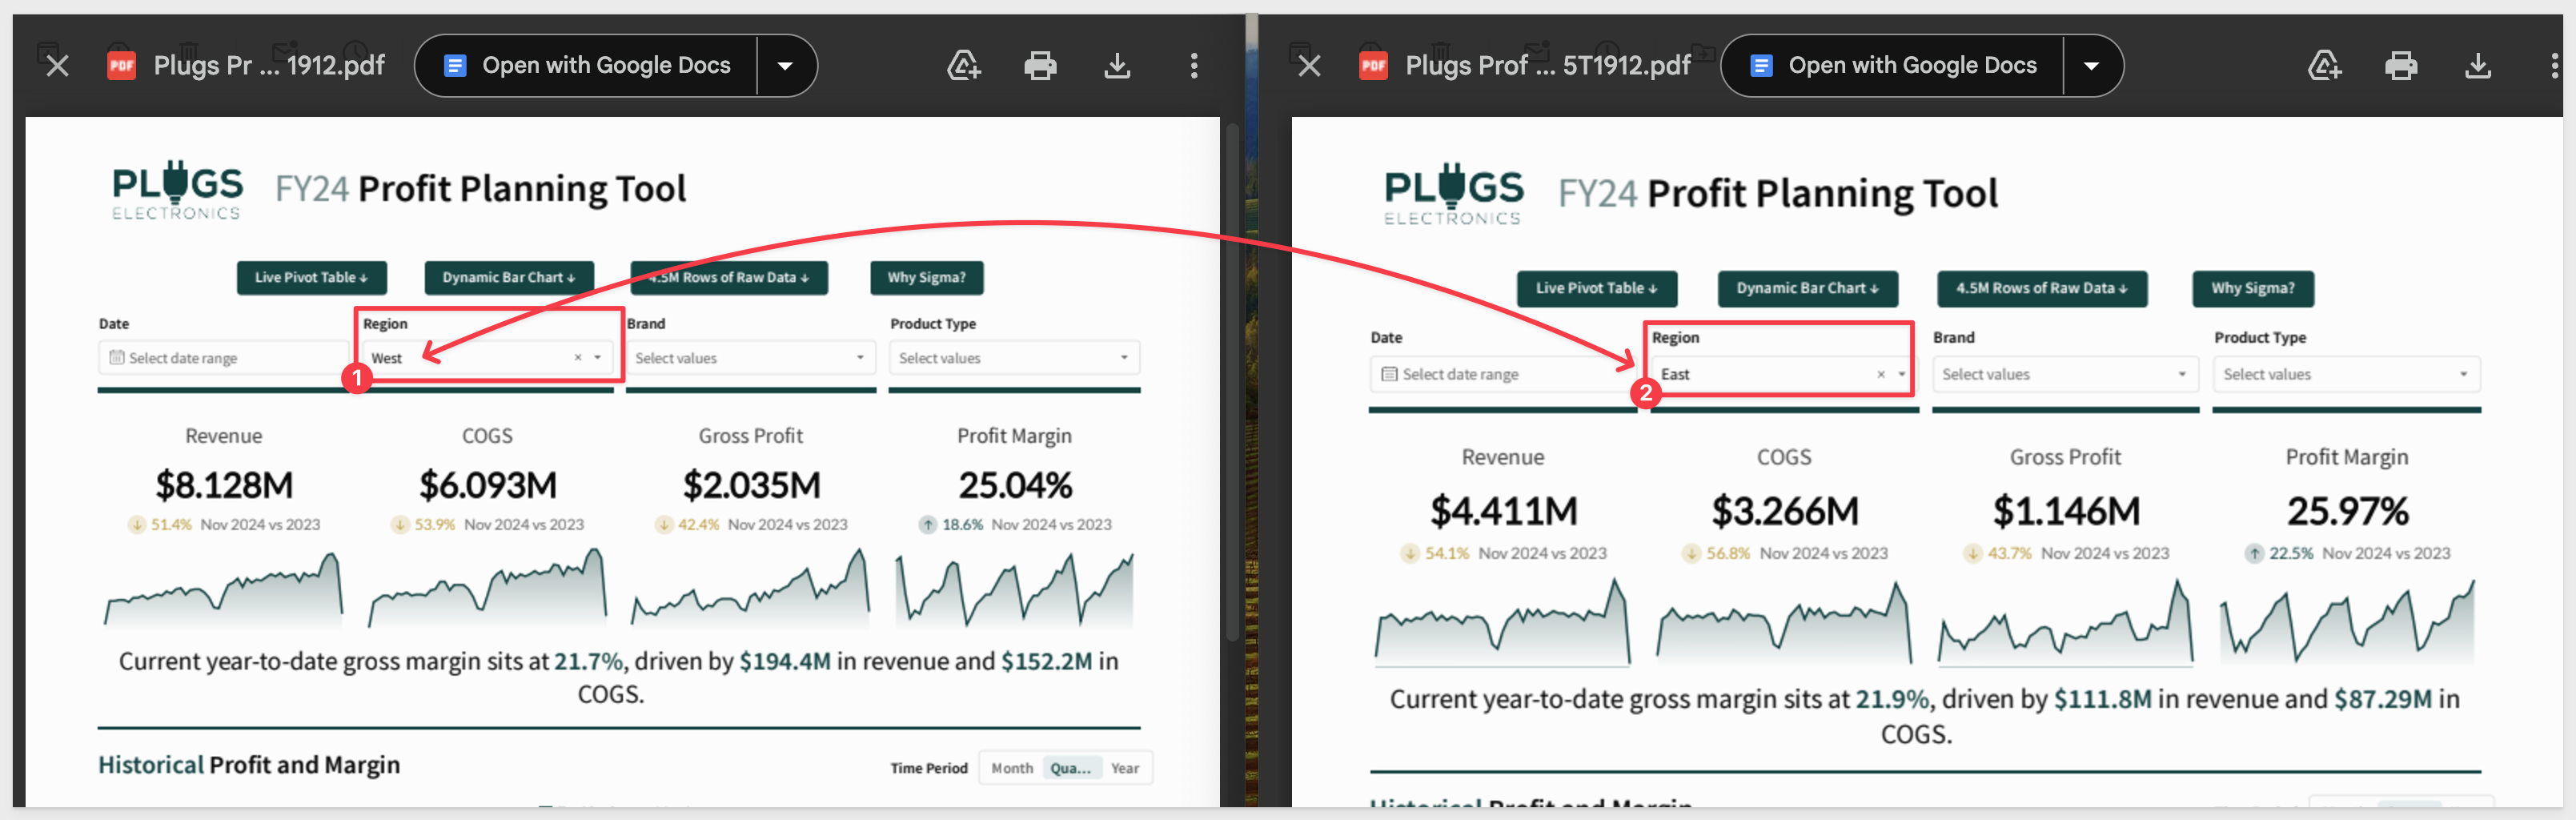 Plugs Pr ... 1912.pdf
Open with Google Docs
PLUGS
ELECTRONICS
FY24 Profit Planning Tool
Live Pivot Table ↓
Dynamic Bar Chart ↓
4.5M Rows of Raw Data ↓
Why Sigma?
Date
Region
Brand
Product Type
Select date range
West
Select values
Select values
1
Revenue
COGS
Gross Profit
Profit Margin
$8.128M
$6.093M
$2.035M
25.04%
51.4% Nov 2024 vs 2023
53.9% Nov 2024 vs 2023
42.4% Nov 2024 vs 2023
18.6% Nov 2024 vs 2023
Current year-to-date gross margin sits at 21.7%, driven by $194.4M in revenue and $152.2M in
COGS.
Historical Profit and Margin
Time Period
Month
Qua...
Year
Plugs Prof ... 5T1912.pdf
Open with Google Docs
PLUGS
ELECTRONICS
FY24 Profit Planning Tool
Live Pivot Table ↓
Dynamic Bar Chart ↓
4.5M Rows of Raw Data ↓
Why Sigma?
Date
Region
Brand
Product Type
Select date range
East
Select values
Select values
2
Revenue
COGS
Gross Profit
Profit Margin
$4.411M
$3.266M
$1.146M
25.97%
54.1% Nov 2024 vs 2023
56.8% Nov 2024 vs 2023
43.7% Nov 2024 vs 2023
22.5% Nov 2024 vs 2023
Current year-to-date gross margin sits at 21.9%, driven by $111.8M in revenue and $87.29M in
COGS.
Historical Profit and Margin